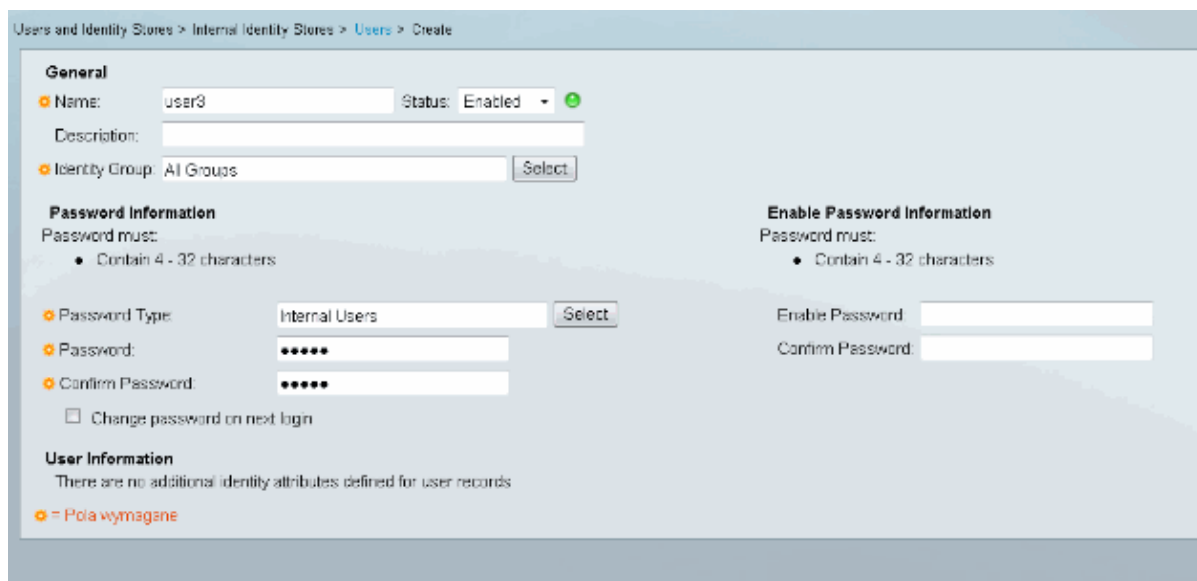 Users and Identity Stores > Internal Identity Stores > Users > Create
General
Name: user3 Status: Enabled
Description:
Identity Group: All Groups Select
Password Information Enable Password Information
Password must: Password must:
• Contain 4 - 32 characters • Contain 4 - 32 characters
Password Type: Internal Users Select Enable Password:
Password: ••••• Confirm Password:
Confirm Password: •••••
Change password on next login
User Information
There are no additional identity attributes defined for user records
= Pola wymagane